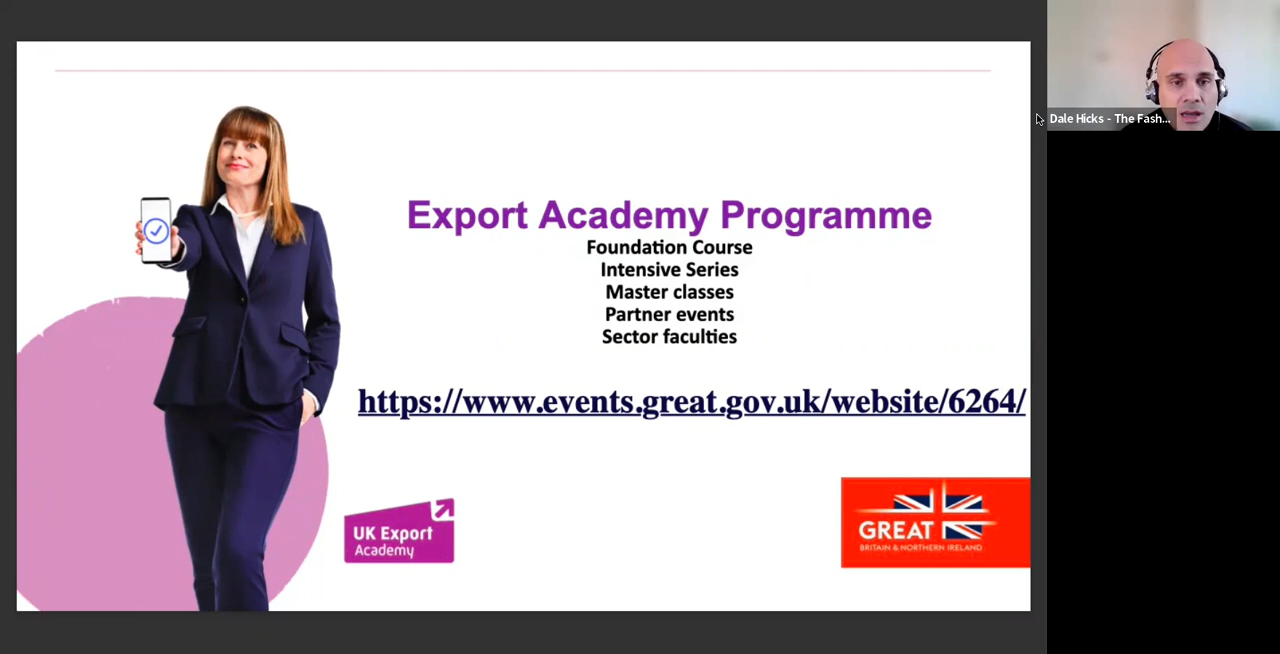 Dale Hicks - The Fash...
Export Academy Programme
Foundation Course
Intensive Series
Master classes
Partner events
Sector faculties
https://www.events.great.gov.uk/website/6264/
UK Export
Academy
GREAT
BRITAIN & NORTHERN IRELAND